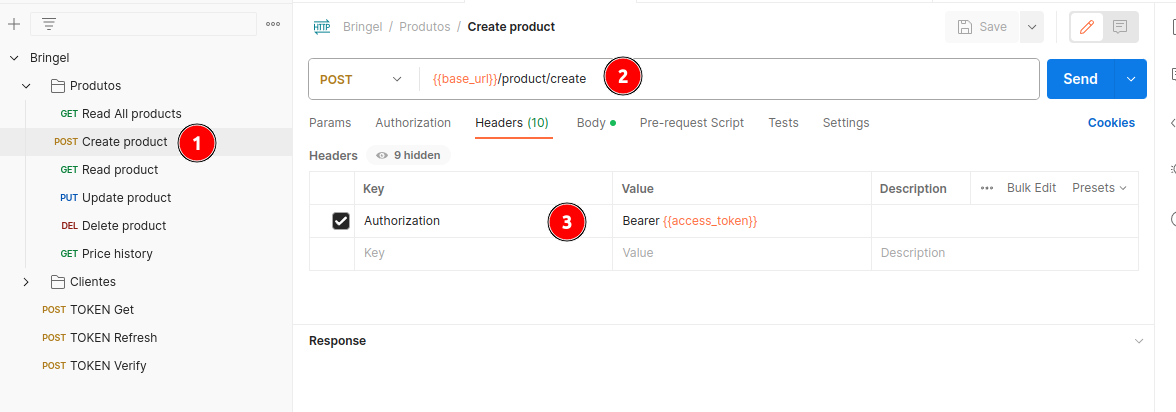 Bringel
Produtos
GET Read All products
POST Create product
1
GET Read product
PUT Update product
DEL Delete product
GET Price history
Clientes
POST TOKEN Get
POST TOKEN Refresh
POST TOKEN Verify
HTTP Bringel / Produtos / Create product
Save
POST {{base_url}}/product/create
2
Send
Params Authorization Headers (10) Body Pre-request Script Tests Settings Cookies
Headers 9 hidden
Key Value Description Bulk Edit Presets
Authorization 3 Bearer {{access_token}}
Key Value Description
Response